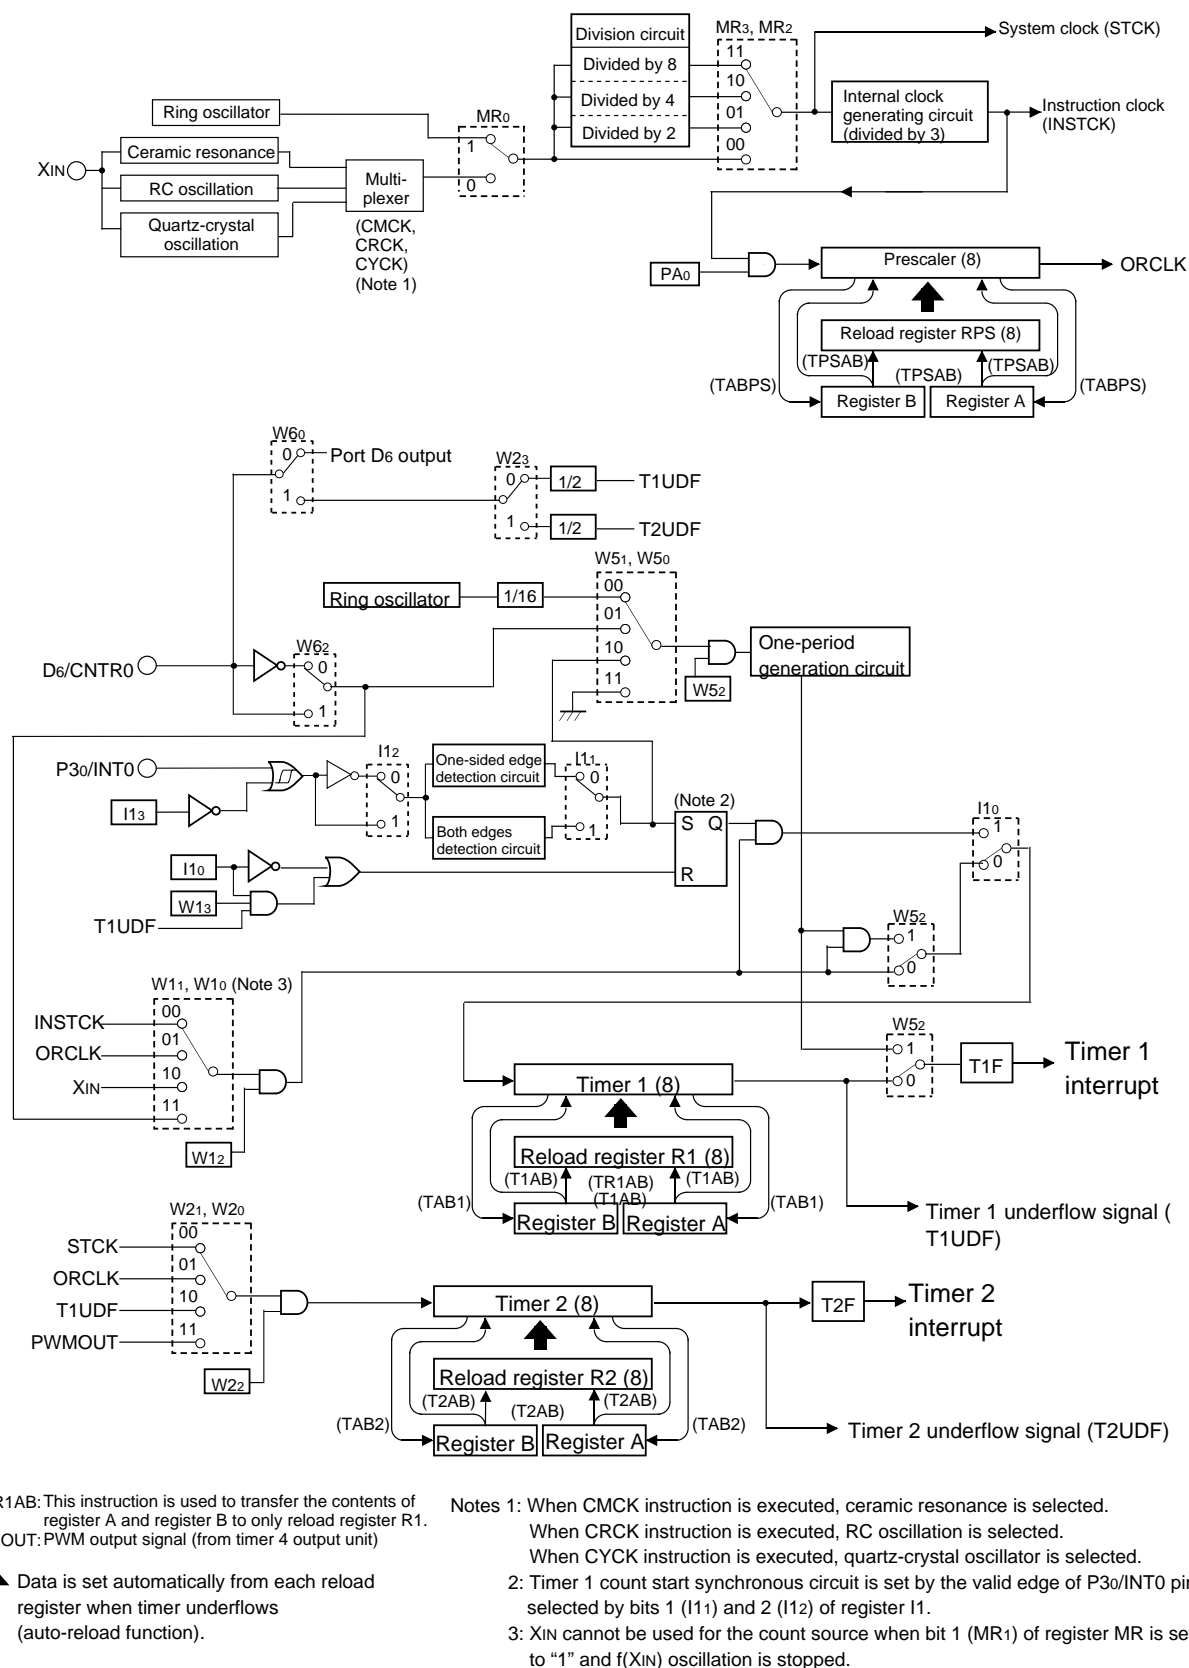 Division circuit
Divided by 8
Divided by 4
Divided by 2
MR3, MR2
11
10
01
00
System clock (STCK)
Internal clock
generating circuit
(divided by 3)
Instruction clock
(INSTCK)
Ring oscillator
MR0
1
0
XIN
Ceramic resonance
RC oscillation
Quartz-crystal
oscillation
Multi-
plexer
(CMCK,
CRCK,
CYCK)
(Note 1)
PA0
Prescaler (8)
ORCLK
Reload register RPS (8)
(TPSAB)
(TPSAB)
(TPSAB)
(TABPS)
(TABPS)
Register B
Register A
W60
0
1
Port D6 output
W23
0
1
1/2
T1UDF
1/2
T2UDF
W51, W50
00
01
10
11
Ring oscillator
1/16
One-period
generation circuit
W52
D6/CNTR0
W62
0
1
P30/INT0
I13
I12
0
1
One-sided edge
detection circuit
Both edges
detection circuit
I11
0
1
(Note 2)
S Q
R
I10
1
0
I10
W13
T1UDF
W52
1
0
W11, W10 (Note 3)
00
01
10
11
INSTCK
ORCLK
XIN
W12
W52
1
0
T1F
Timer 1
interrupt
Timer 1 (8)
Reload register R1 (8)
(T1AB)
(TR1AB)
(T1AB)
(T1AB)
(TAB1)
(TAB1)
Register B
Register A
Timer 1 underflow signal (
T1UDF)
W21, W20
00
01
10
11
STCK
ORCLK
T1UDF
PWMOUT
W22
Timer 2 (8)
T2F
Timer 2
interrupt
Reload register R2 (8)
(T2AB)
(T2AB)
(T2AB)
(TAB2)
(TAB2)
Register B
Register A
Timer 2 underflow signal (T2UDF)
R1AB: This instruction is used to transfer the contents of
register A and register B to only reload register R1.
OUT: PWM output signal (from timer 4 output unit)
Data is set automatically from each reload
register when timer underflows
(auto-reload function).
Notes 1: When CMCK instruction is executed, ceramic resonance is selected.
When CRCK instruction is executed, RC oscillation is selected.
When CYCK instruction is executed, quartz-crystal oscillator is selected.
2: Timer 1 count start synchronous circuit is set by the valid edge of P30/INT0 pin
selected by bits 1 (I11) and 2 (I12) of register I1.
3: XIN cannot be used for the count source when bit 1 (MR1) of register MR is se
to “1” and f(XIN) oscillation is stopped.